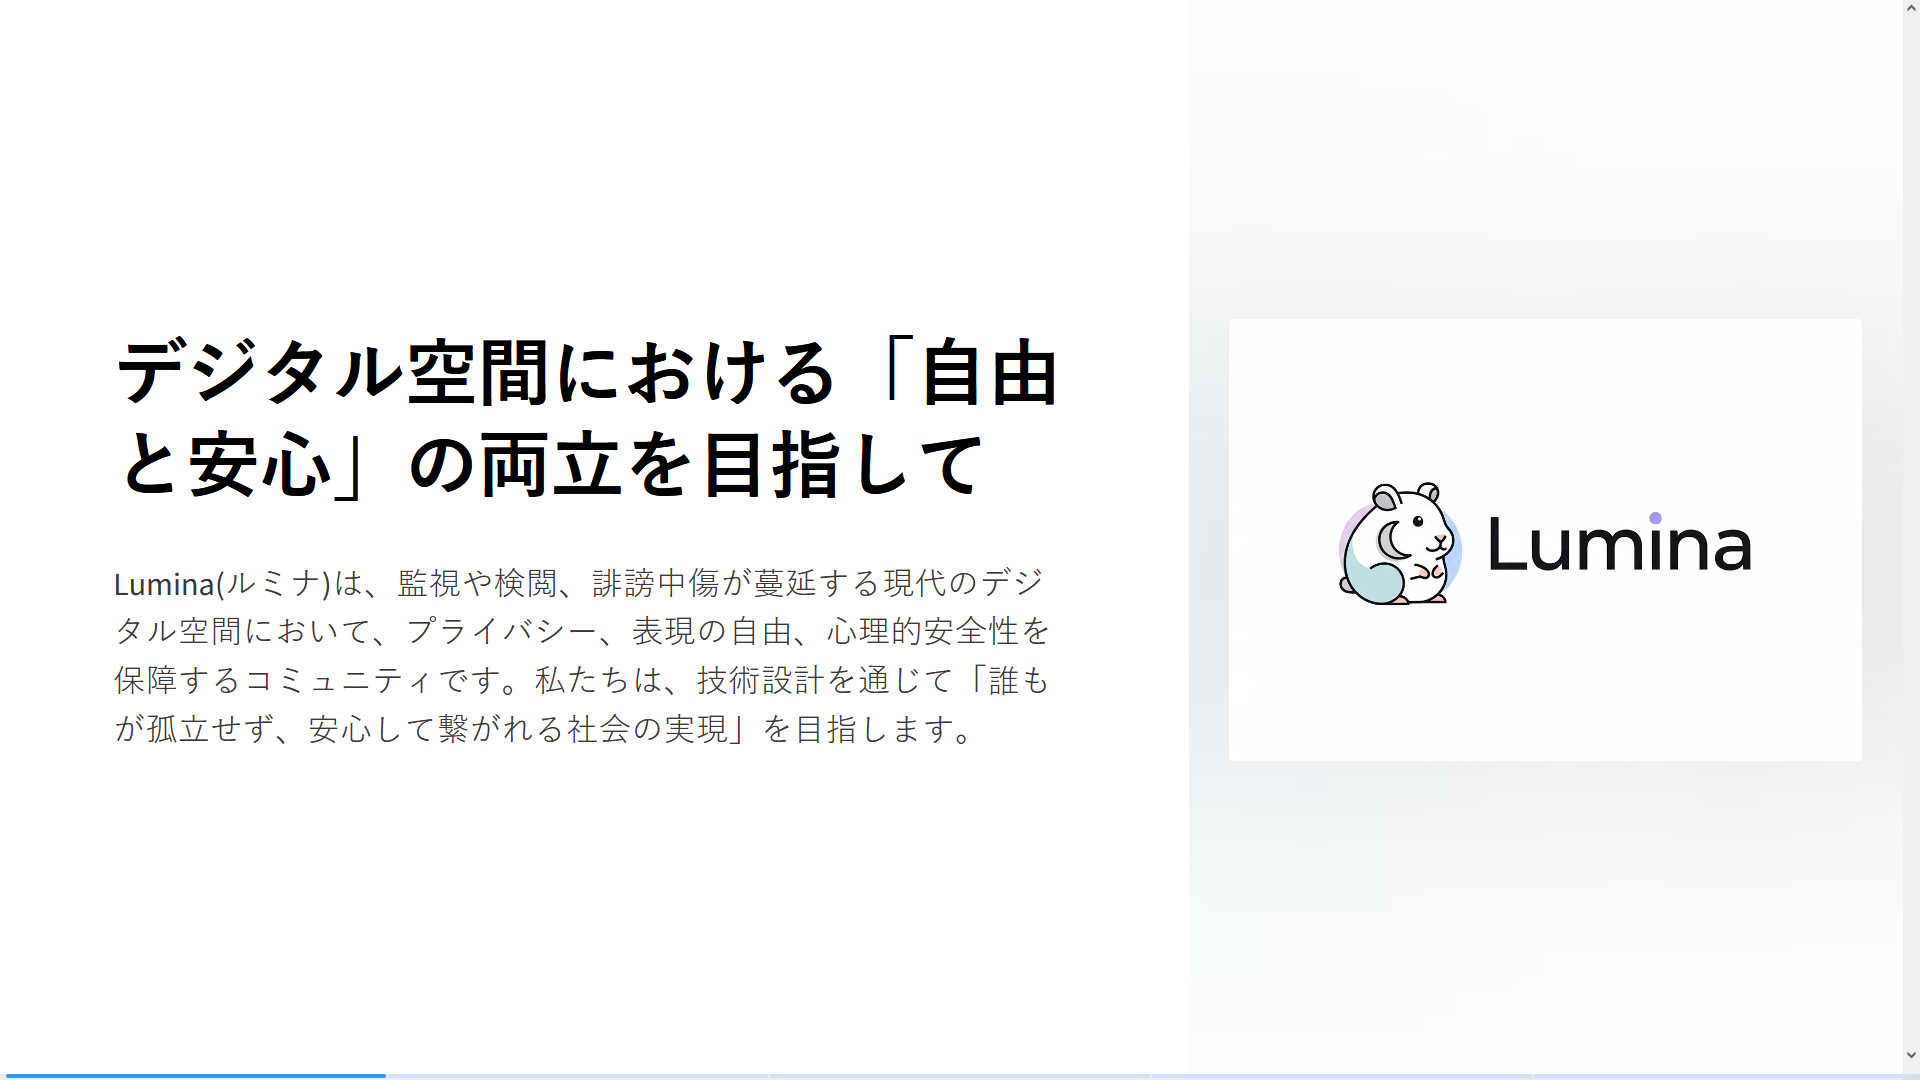 デジタル空間における「自由
と安心」の両立を目指して
Lumina(ルミナ)は、監視や検閲、誹謗中傷が蔓延する現代のデジ
タル空間において、プライバシー、表現の自由、心理的安全性を
保障するコミュニティです。私たちは、技術設計を通じて「誰も
が孤立せず、安心して繋がれる社会の実現」を目指します。
Lumina